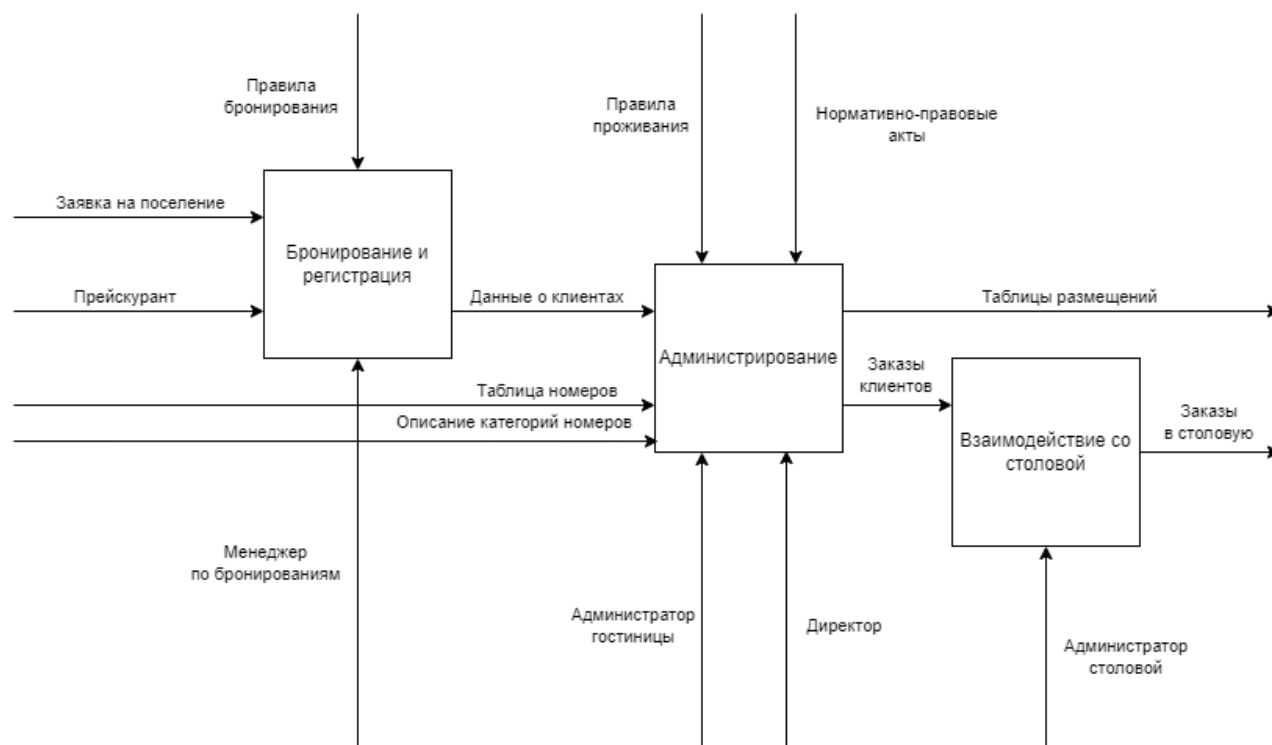 Правила
бронирования
Правила
проживания
Нормативно-правовые
акты
Заявка на поселение
Бронирование и
регистрация
Прейскурант
Данные о клиентах
Таблицы размещений
Администрирование
Заказы
клиентов
Таблица номеров
Описание категорий номеров
Заказы
в столовую
Взаимодействие со
столовой
Менеджер
по бронированиям
Администратор
гостиницы
Директор
Администратор
столовой